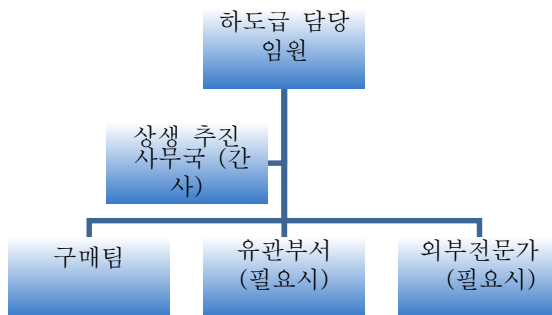 하도급 담당
임원
상생 추진
사무국 (간
사)
구매팀
유관부서
(필요시)
외부전문가
(필요시)